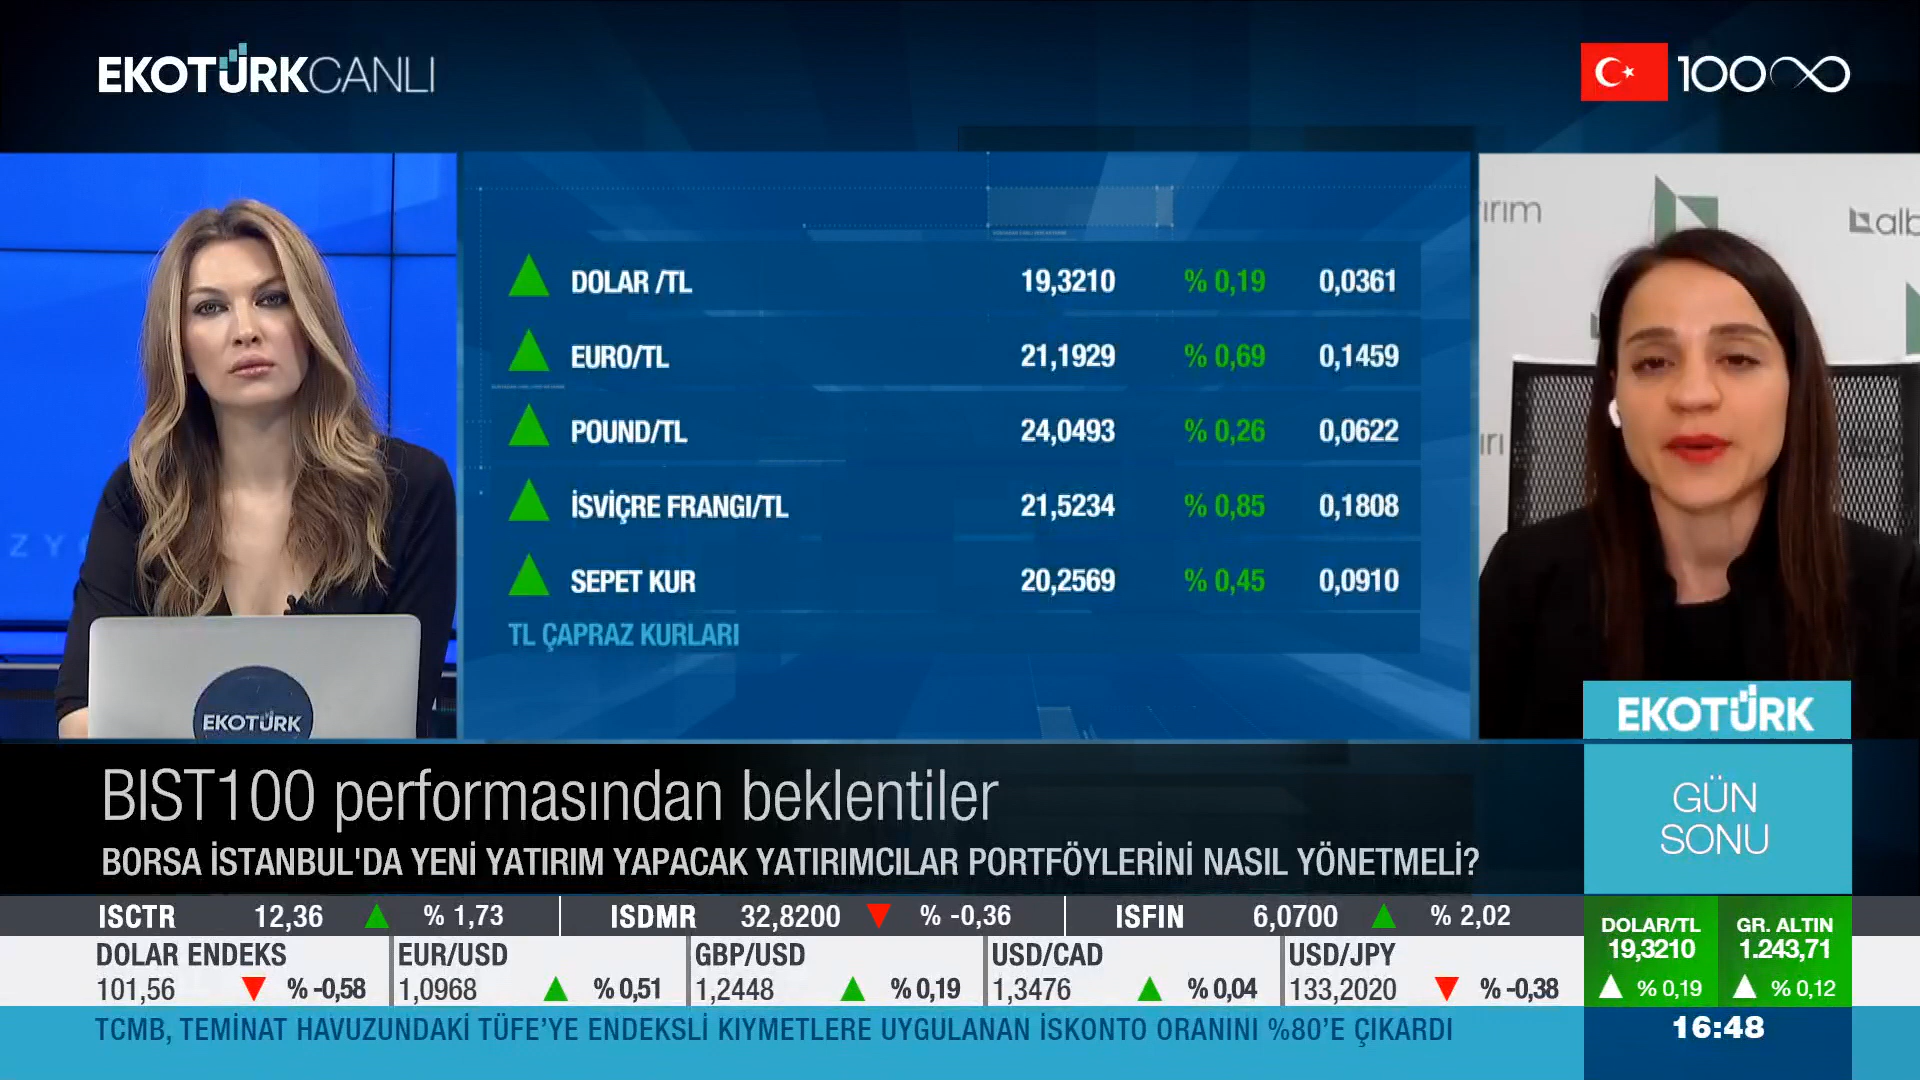 EKOTÜRK CANLI
100
ırım
alb
DOLAR /TL 19,3210 % 0,19 0,0361
EURO/TL 21,1929 % 0,69 0,1459
POUND/TL 24,0493 % 0,26 0,0622
İSVİÇRE FRANGI/TL 21,5234 % 0,85 0,1808
SEPET KUR 20,2569 % 0,45 0,0910
TL ÇAPRAZ KURLARI
ZY
EKOTÜRK
EKOTÜRK
BIST100 performasından beklentiler
BORSA İSTANBUL'DA YENİ YATIRIM YAPACAK YATIRIMCILAR PORTFÖYLERİNİ NASIL YÖNETMELİ?
GÜN
SONU
ISCTR 12,36 % 1,73 ISDMR 32,8200 % -0,36 ISFIN 6,0700 % 2,02
DOLAR ENDEKS EUR/USD GBP/USD USD/CAD USD/JPY
101,56 % -0,58 1,0968 % 0,51 1,2448 % 0,19 1,3476 % 0,04 133,2020 % -0,38
DOLAR/TL GR. ALTIN
19,3210 1.243,71
% 0,19 % 0,12
TCMB, TEMİNAT HAVUZUNDAKİ TÜFE’YE ENDEKSLİ KIYMETLERE UYGULANAN İSKONTO ORANINI %80’E ÇIKARDI
16:48